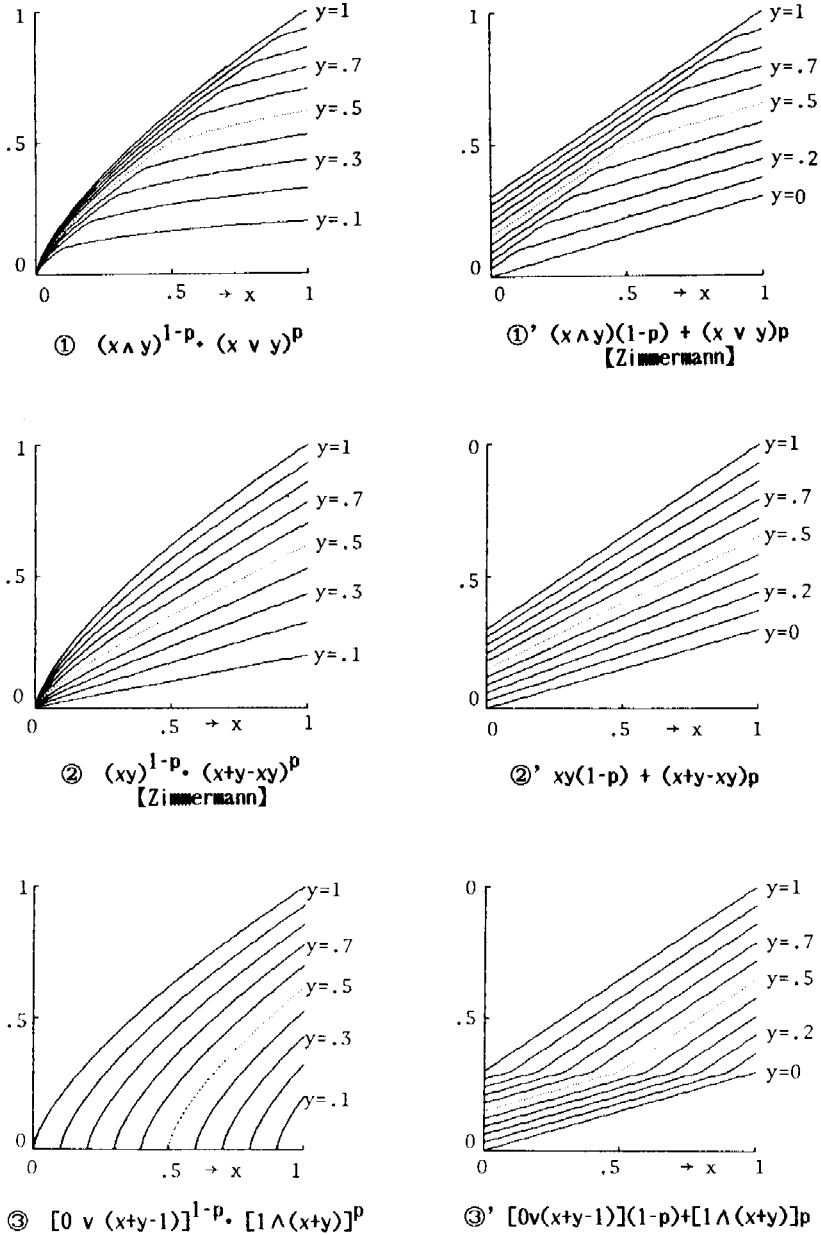 1
y=1
y=.7
.5
y=.5
y=.3
y=.1
0
0 .5 → x 1
① (x∧y)^{1-p}・(x∨y)^p
1
y=1
y=.7
y=.5
.5
y=.2
y=0
0
0 .5 → x 1
①' (x∧y)(1-p) + (x∨y)p
【Zimmermann】
1
y=1
y=.7
y=.5
.5
y=.3
y=.1
0
0 .5 → x 1
② (xy)^{1-p}・(x+y-xy)^p
【Zimmermann】
0
y=1
y=.7
y=.5
.5
y=.2
y=0
0
0 .5 → x 1
②' xy(1-p) + (x+y-xy)p
1
y=1
y=.7
y=.5
.5
y=.3
y=.1
0
0 .5 → x 1
③ [0 ∨ (x+y-1)]^{1-p}・[1∧(x+y)]^p
0
y=1
y=.7
y=.5
.5
y=.2
y=0
0
0 .5 → x 1
③' [0∨(x+y-1)](1-p)+[1∧(x+y)]p